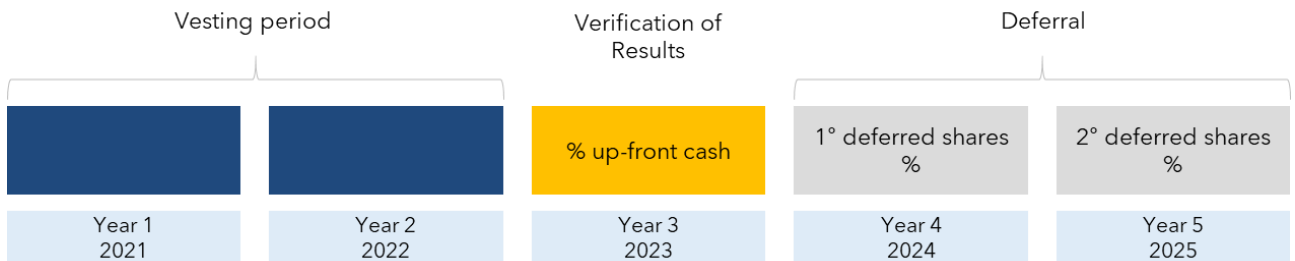 Vesting period
Verification of
Results
Deferral
% up-front cash
1° deferred shares
%
2° deferred shares
%
Year 1
2021
Year 2
2022
Year 3
2023
Year 4
2024
Year 5
2025